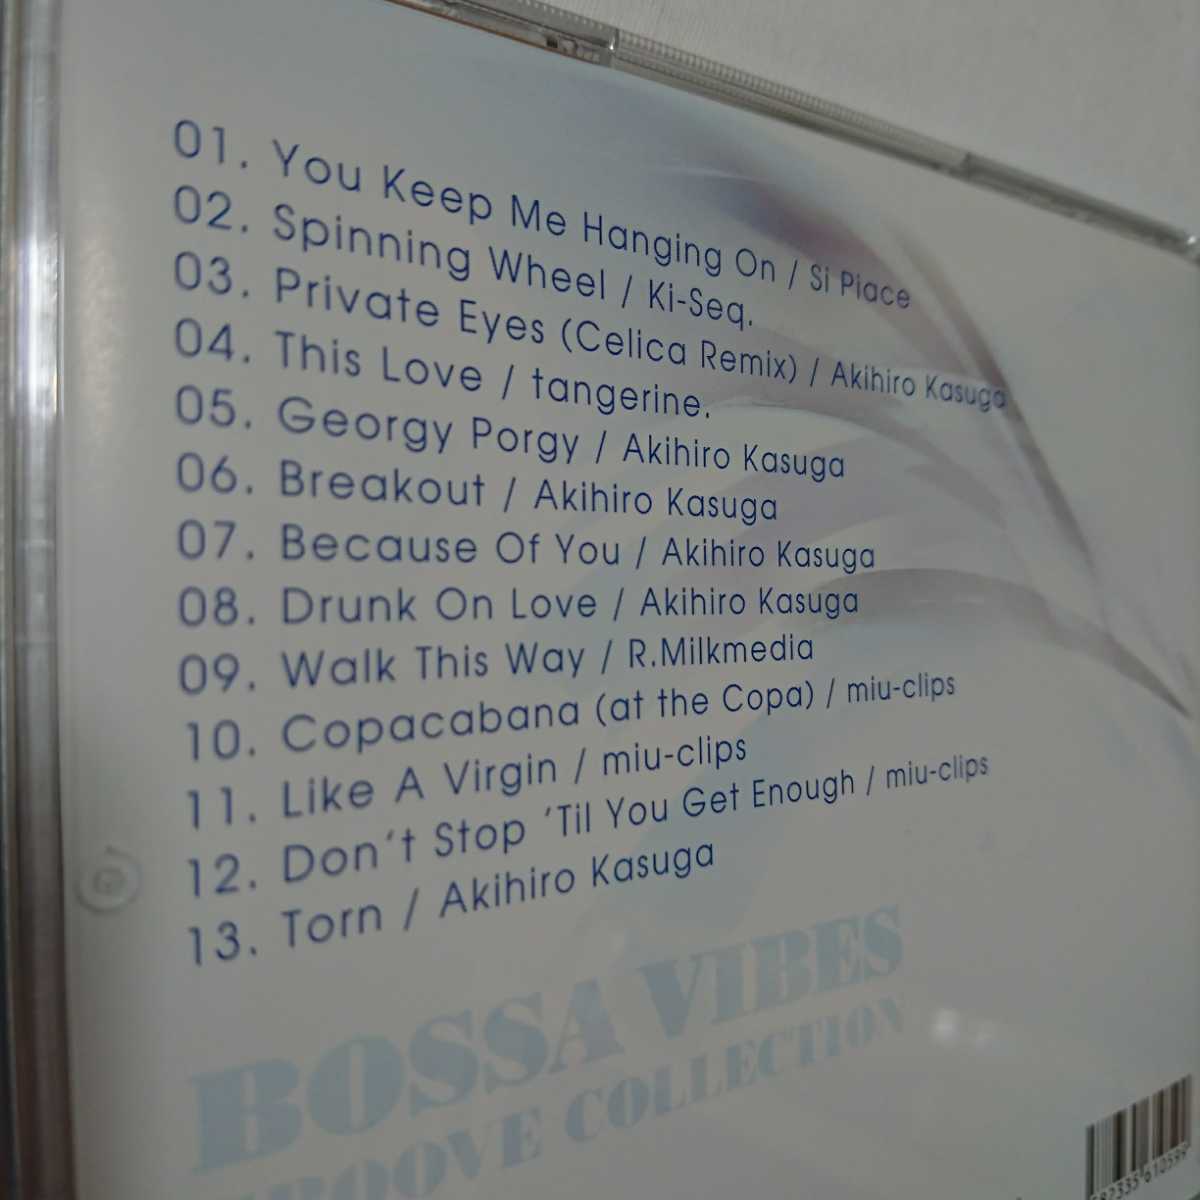 01. You Keep Me Hanging On / Si Piace
02. Spinning Wheel / Ki-Seq.
03. Private Eyes (Celica Remix) / Akihiro Kasuga
04. This Love / tangerine.
05. Georgy Porgy / Akihiro Kasuga
06. Breakout / Akihiro Kasuga
07. Because Of You / Akihiro Kasuga
08. Drunk On Love / Akihiro Kasuga
09. Walk This Way / R.Milkmedia
10. Copacabana (at the Copa) / miu-clips
11. Like A Virgin / miu-clips
12. Don't Stop 'Til You Get Enough / miu-clips
13. Torn / Akihiro Kasuga
BOSSA VIBES
GROOVE COLLECTION